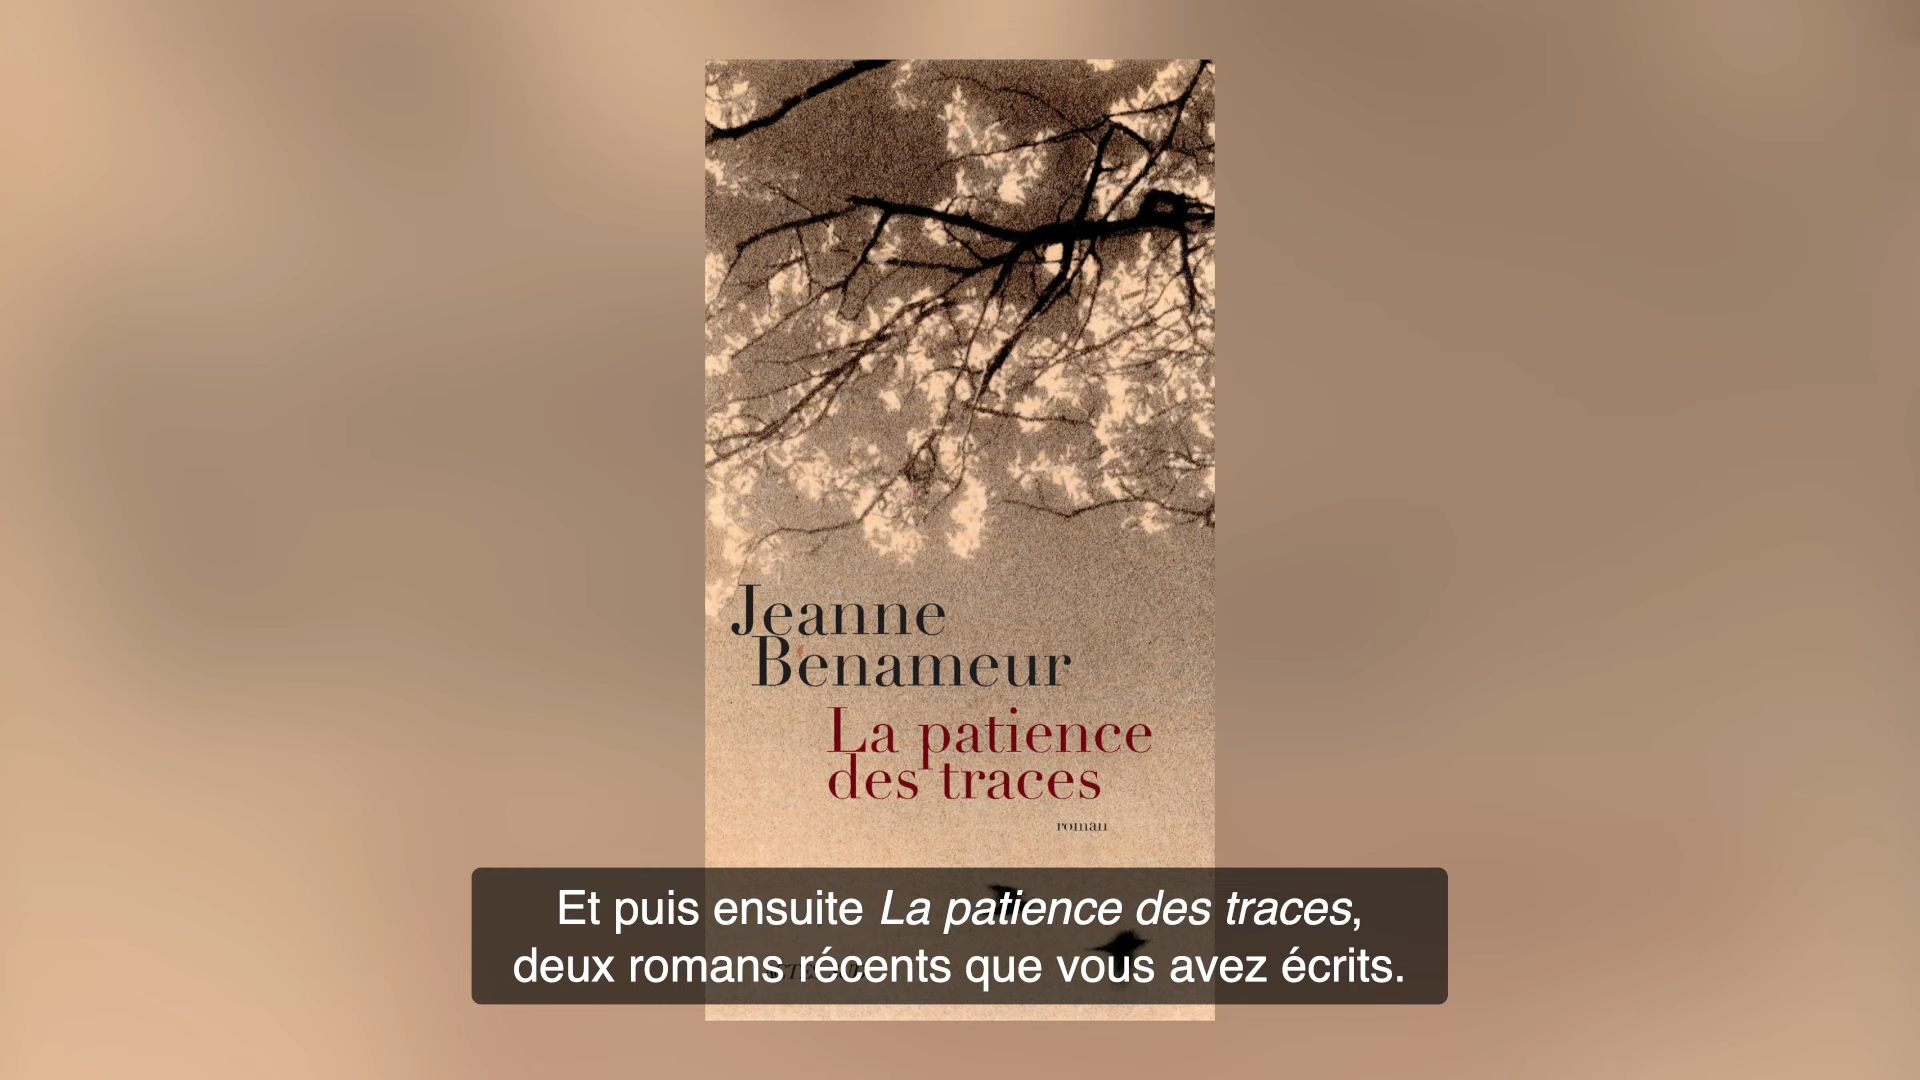 Jeanne
Benameur
La patience
des traces
roman
Et puis ensuite La patience des traces,
deux romans récents que vous avez écrits.